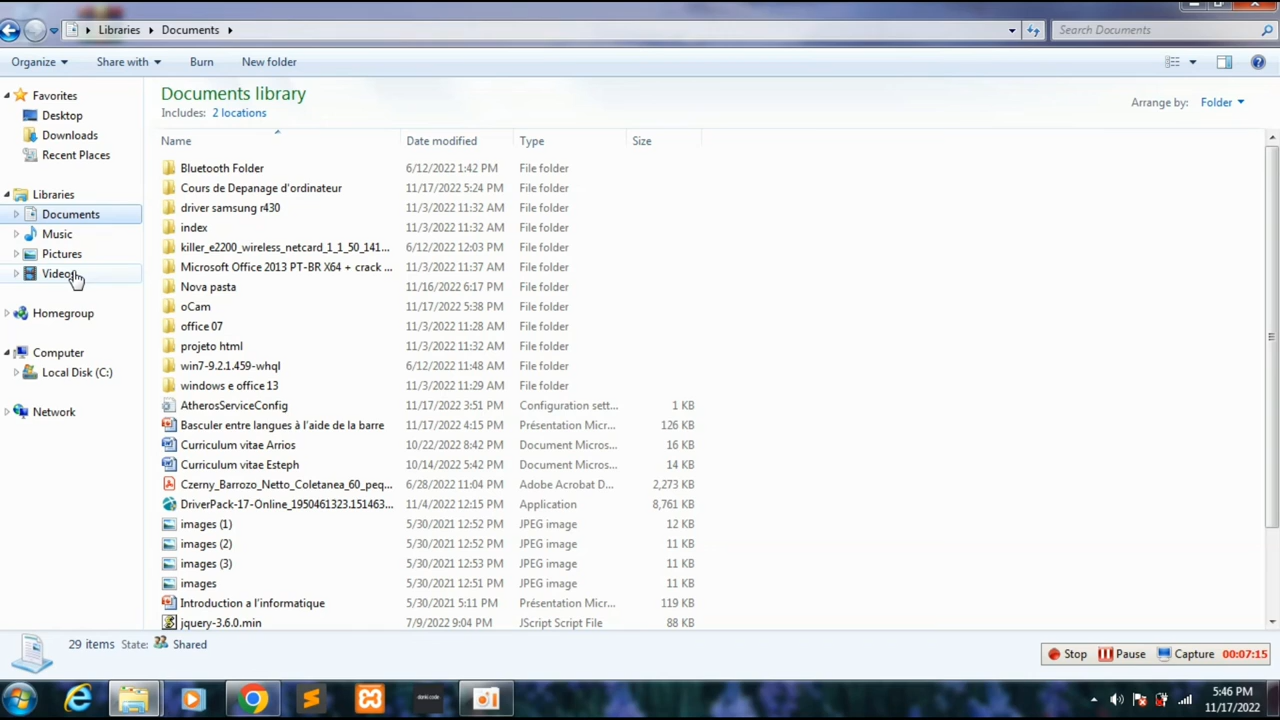 Libraries Documents Search Documents
Organize Share with Burn New folder
Favorites
Desktop
Downloads
Recent Places
Libraries
Documents
Music
Pictures
Homegroup
Computer
Local Disk (C:)
Network
Documents library
Includes: 2 locations
Arrange by: Folder
Name Date modified Type Size
Bluetooth Folder 6/12/2022 1:42 PM File folder
Cours de Depanage d'ordinateur 11/17/2022 5:24 PM File folder
driver samsung r430 11/3/2022 11:32 AM File folder
index 11/3/2022 11:32 AM File folder
killer_e2200_wireless_netcard_1_1_50_141... 6/12/2022 12:03 PM File folder
Microsoft Office 2013 PT-BR X64 + crack ... 11/3/2022 11:37 AM File folder
Nova pasta 11/16/2022 6:17 PM File folder
oCam 11/17/2022 5:38 PM File folder
office 07 11/3/2022 11:28 AM File folder
projeto html 11/3/2022 11:32 AM File folder
win7-9.2.1.459-whql 6/12/2022 11:48 AM File folder
windows e office 13 11/3/2022 11:29 AM File folder
AtherosServiceConfig 11/17/2022 3:51 PM Configuration sett... 1 KB
Basculer entre langues à l'aide de la barre 11/17/2022 4:15 PM Présentation Micr... 126 KB
Curriculum vitae Arrios 10/22/2022 8:42 PM Document Micros... 16 KB
Curriculum vitae Esteph 10/14/2022 5:42 PM Document Micros... 14 KB
Czerny_Barrozo_Netto_Coletanea_60_peq... 6/28/2022 11:04 PM Adobe Acrobat D... 2,273 KB
DriverPack-17-Online_1950461323.151463... 11/4/2022 12:15 PM Application 8,761 KB
images (1) 5/30/2021 12:52 PM JPEG image 12 KB
images (2) 5/30/2021 12:52 PM JPEG image 11 KB
images (3) 5/30/2021 12:53 PM JPEG image 11 KB
images 5/30/2021 12:51 PM JPEG image 11 KB
Introduction a l'informatique 5/30/2021 5:11 PM Présentation Micr... 119 KB
jquery-3.6.0.min 7/9/2022 9:04 PM JScript Script File 88 KB
29 items State: Shared
Stop Pause Capture 00:07:15
5:46 PM
11/17/2022